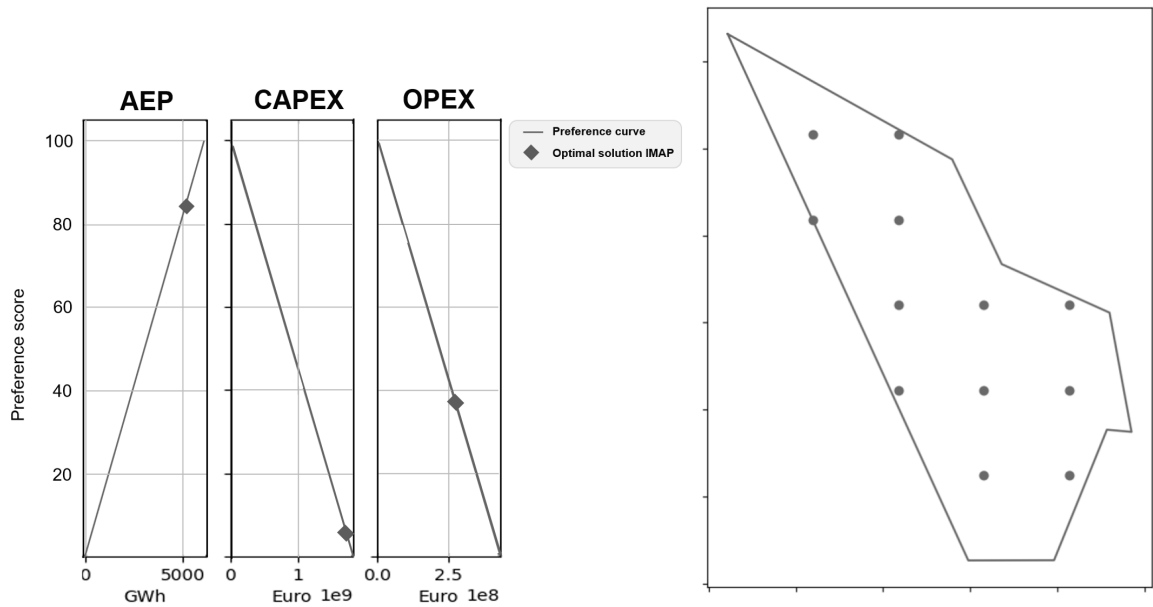 AEP CAPEX OPEX
Preference curve
Optimal solution IMAP
Preference score
100
80
60
40
20
0 5000 0 1 0.0 2.5
GWh Euro 1e9 Euro 1e8